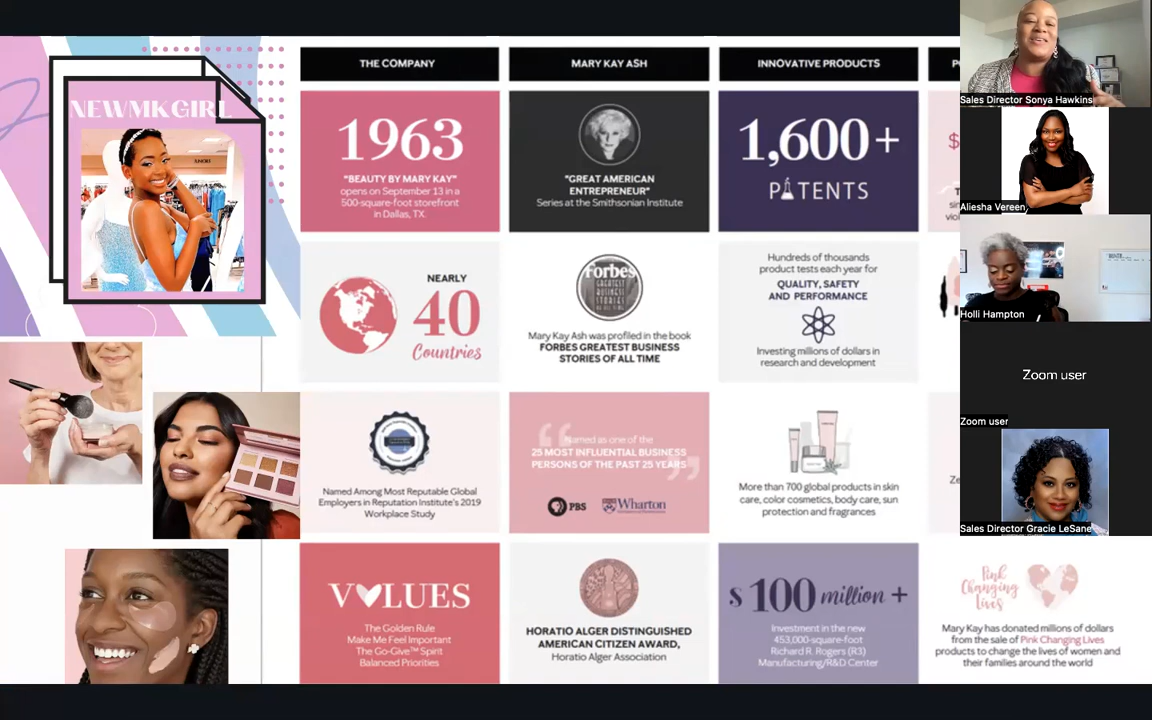 NEWMKGIRL
THE COMPANY
1963
"BEAUTY BY MARY KAY"
opens on September 13 in a
500-square-foot storefront
in Dallas, TX.
NEARLY
40
Countries
Named Among Most Reputable Global
Employers in Reputation Institute's 2019
Workplace Study
VALUES
The Golden Rule
Make Me Feel Important
The Go-Give™ Spirit
Balanced Priorities
MARY KAY ASH
"GREAT AMERICAN
ENTREPRENEUR"
Series at the Smithsonian Institute
Forbes
GREATEST
BUSINESS
STORIES
Mary Kay Ash was profiled in the book
FORBES GREATEST BUSINESS
STORIES OF ALL TIME
Named as one of the
25 MOST INFLUENTIAL BUSINESS
PERSONS OF THE PAST 25 YEARS
PBS
Wharton
HORATIO ALGER DISTINGUISHED
AMERICAN CITIZEN AWARD,
Horatio Alger Association
INNOVATIVE PRODUCTS
1,600+
PATENTS
Hundreds of thousands
product tests each year for
QUALITY, SAFETY
AND PERFORMANCE
Investing millions of dollars in
research and development
More than 700 global products in skin
care, color cosmetics, body care, sun
protection and fragrances
$100 million +
Investment in the new
453,000-square-foot
Richard R. Rogers (R3)
Manufacturing/R&D Center
$
Pink
Changing
Lives
Mary Kay has donated millions of dollars
from the sale of Pink Changing Lives
products to change the lives of women and
their families around the world
Sales Director Sonya Hawkins
Aliesha Vereen
Holli Hampton
Zoom user
Zoom user
Sales Director Gracie LeSane